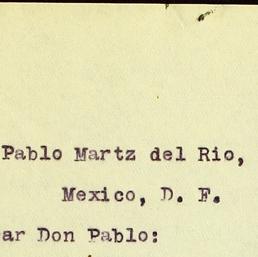 Pablo Martz del Rio,
Mexico, D. F.
ar Don Pablo: